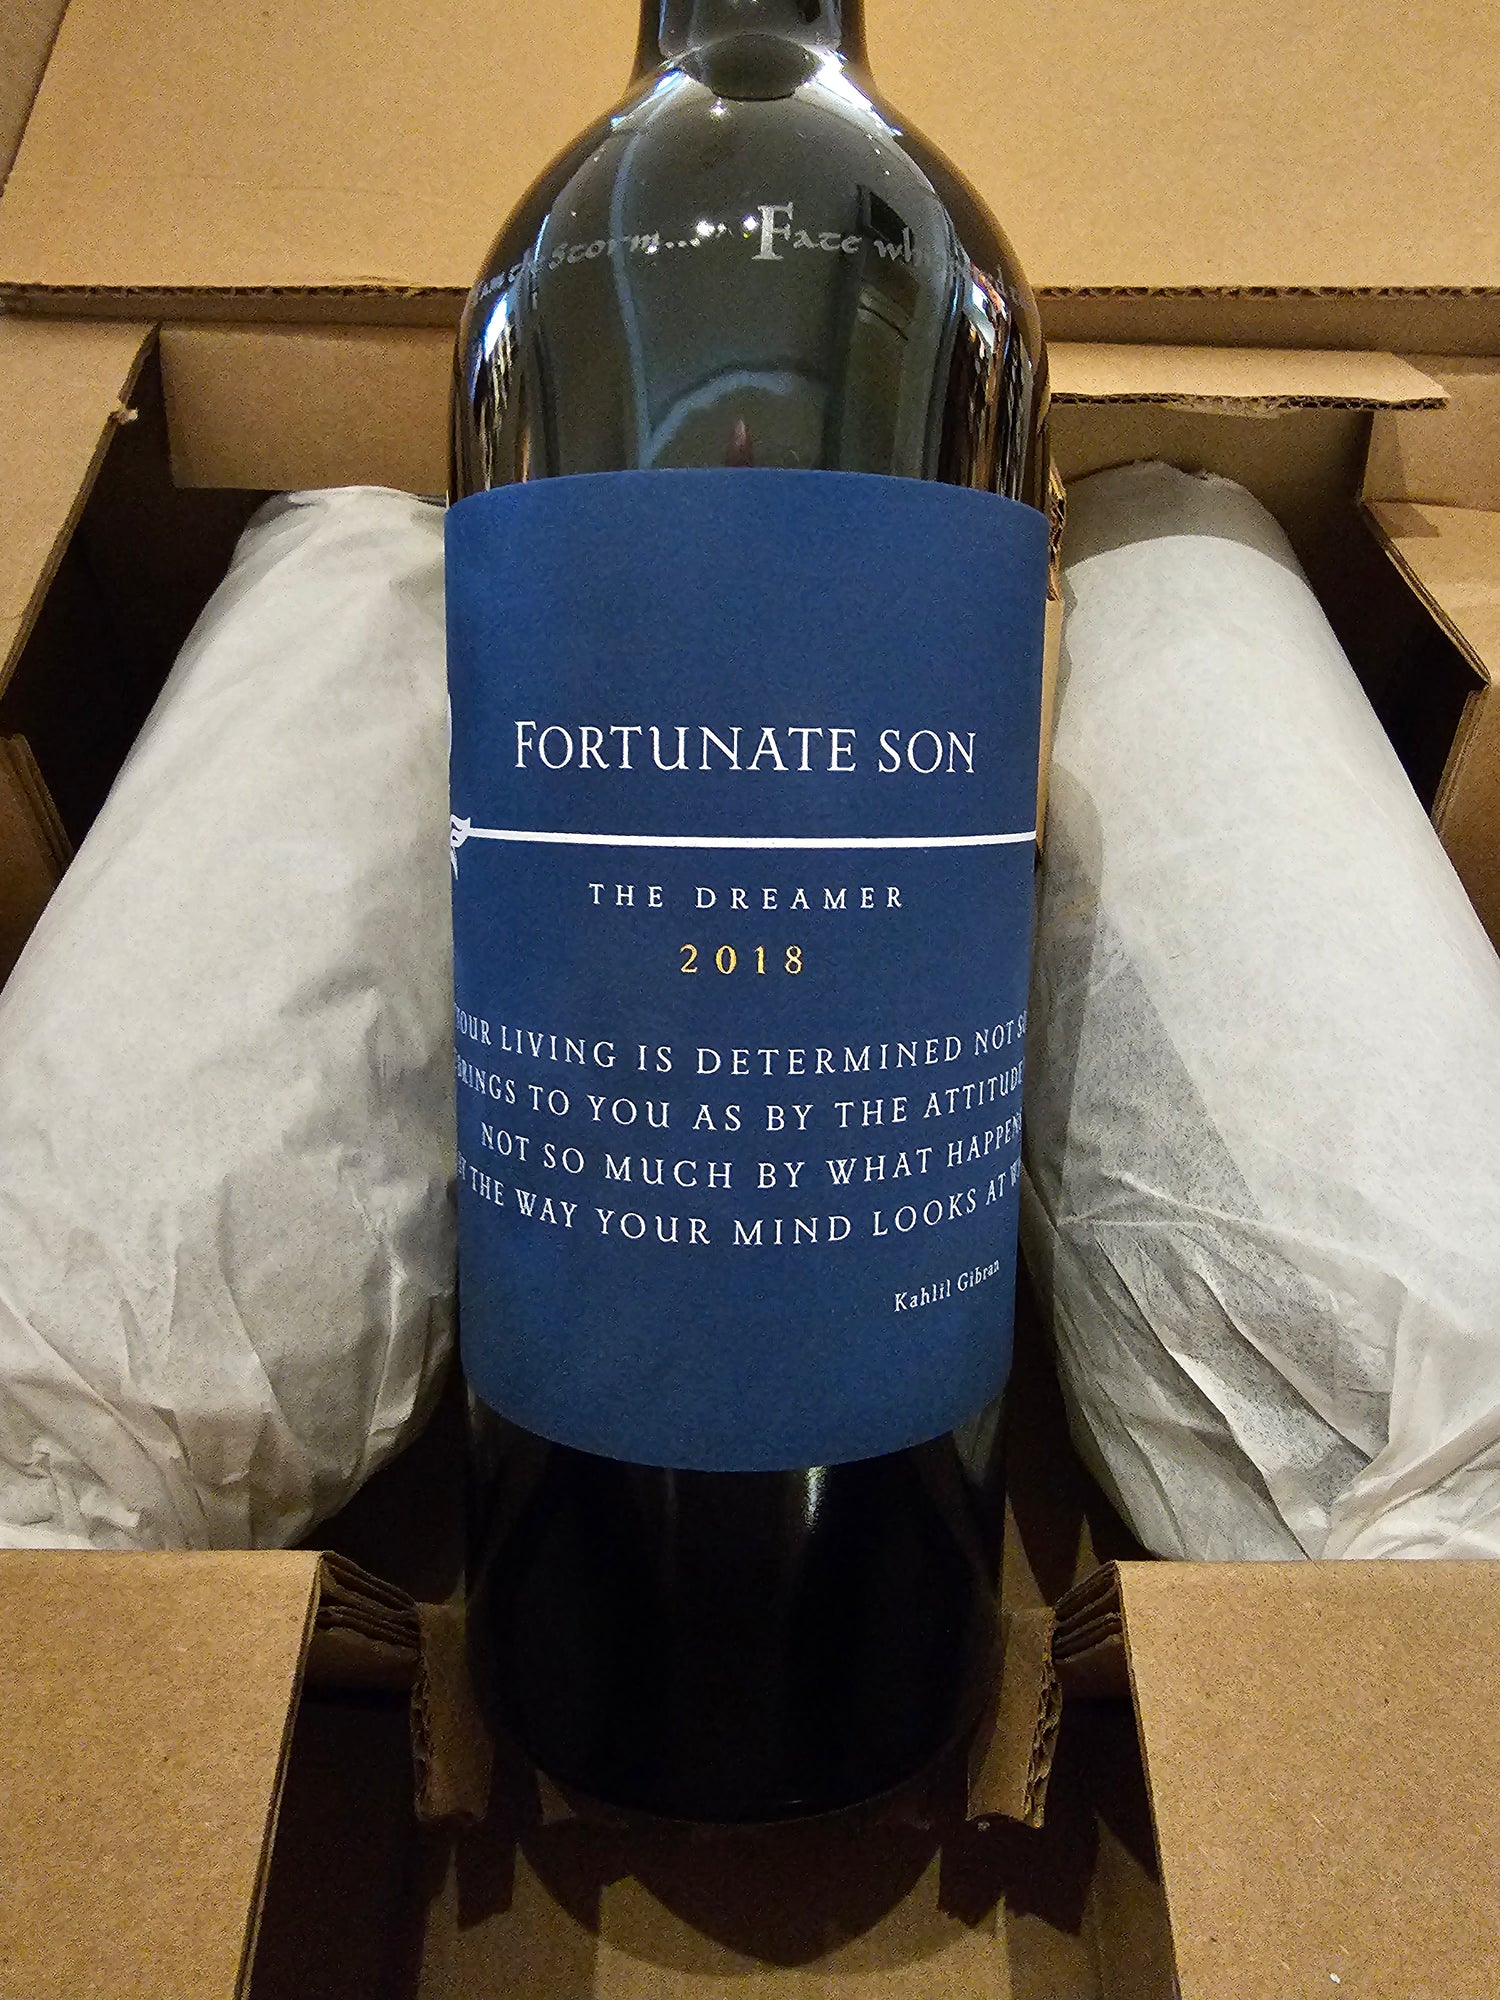 Storm... Fate
FORTUNATE SON
THE DREAMER
2018
YOUR LIVING IS DETERMINED NOT SO
BRINGS TO YOU AS BY THE ATTITUDE
NOT SO MUCH BY WHAT HAPPENS
THE WAY YOUR MIND LOOKS AT
Kahlil Gibran